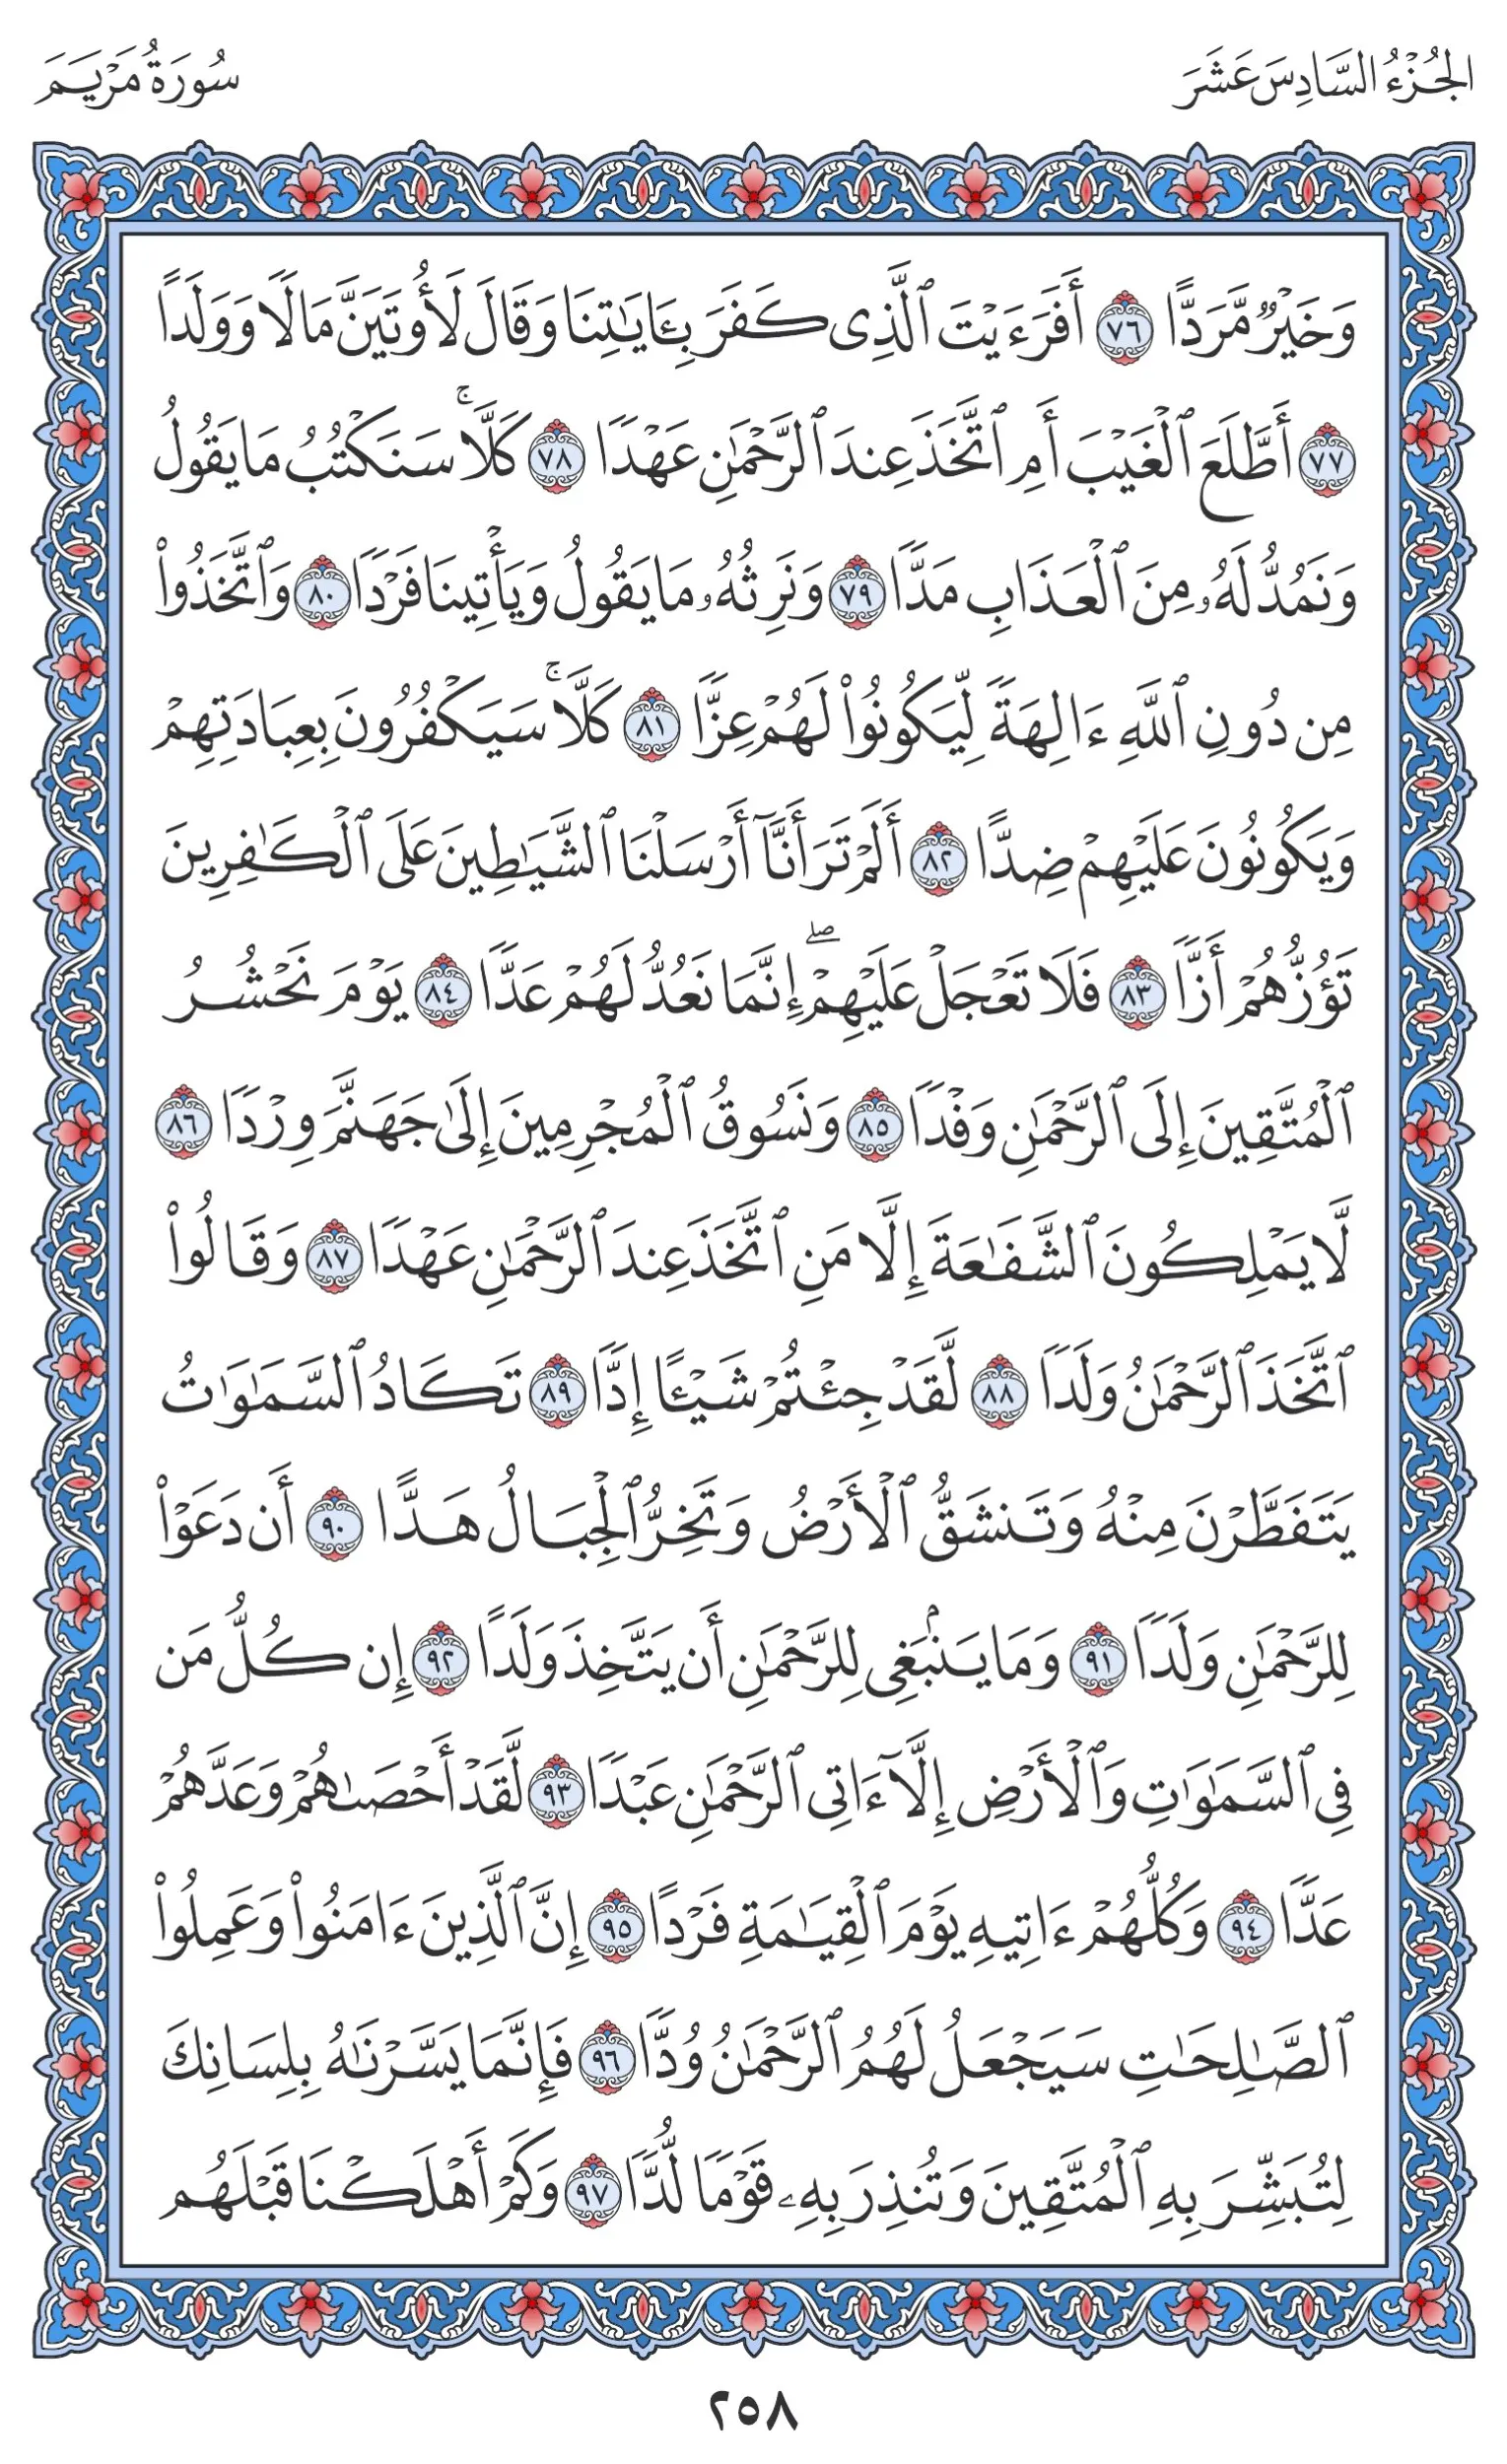 الجُزْءُ السَّادِسَ عَشَرَ
سُورَةُ مَرْيَمَ
وَخَيْرٌ مَّرَدًّا ٧٦ أَفَرَءَيْتَ ٱلَّذِى كَفَرَ بِـَٔايَٰتِنَا وَقَالَ لَأُوتَيَنَّ مَالًا وَوَلَدًا
٧٧ أَطَّلَعَ ٱلْغَيْبَ أَمِ ٱتَّخَذَ عِندَ ٱلرَّحْمَٰنِ عَهْدًا ٧٨ كَلَّا ۚ سَنَكْتُبُ مَا يَقُولُ
وَنَمُدُّ لَهُۥ مِنَ ٱلْعَذَابِ مَدًّا ٧٩ وَنَرِثُهُۥ مَا يَقُولُ وَيَأْتِينَا فَرْدًا ٨٠ وَٱتَّخَذُوا۟
مِن دُونِ ٱللَّهِ ءَالِهَةً لِّيَكُونُوا۟ لَهُمْ عِزًّا ٨١ كَلَّا ۚ سَيَكْفُرُونَ بِعِبَادَتِهِمْ
وَيَكُونُونَ عَلَيْهِمْ ضِدًّا ٨٢ أَلَمْ تَرَ أَنَّآ أَرْسَلْنَا ٱلشَّيَٰطِينَ عَلَى ٱلْكَٰفِرِينَ
تَؤُزُّهُمْ أَزًّا ٨٣ فَلَا تَعْجَلْ عَلَيْهِمْ ۖ إِنَّمَا نَعُدُّ لَهُمْ عَدًّا ٨٤ يَوْمَ نَحْشُرُ
ٱلْمُتَّقِينَ إِلَى ٱلرَّحْمَٰنِ وَفْدًا ٨٥ وَنَسُوقُ ٱلْمُجْرِمِينَ إِلَىٰ جَهَنَّمَ وِرْدًا ٨٦
لَّا يَمْلِكُونَ ٱلشَّفَٰعَةَ إِلَّا مَنِ ٱتَّخَذَ عِندَ ٱلرَّحْمَٰنِ عَهْدًا ٨٧ وَقَالُوا۟
ٱتَّخَذَ ٱلرَّحْمَٰنُ وَلَدًا ٨٨ لَّقَدْ جِئْتُمْ شَيْـًٔا إِدًّا ٨٩ تَكَادُ ٱلسَّمَٰوَٰتُ
يَتَفَطَّرْنَ مِنْهُ وَتَنشَقُّ ٱلْأَرْضُ وَتَخِرُّ ٱلْجِبَالُ هَدًّا ٩٠ أَن دَعَوْا۟
لِلرَّحْمَٰنِ وَلَدًا ٩١ وَمَا يَنۢبَغِى لِلرَّحْمَٰنِ أَن يَتَّخِذَ وَلَدًا ٩٢ إِن كُلُّ مَن
فِى ٱلسَّمَٰوَٰتِ وَٱلْأَرْضِ إِلَّآ ءَاتِى ٱلرَّحْمَٰنِ عَبْدًا ٩٣ لَّقَدْ أَحْصَىٰهُمْ وَعَدَّهُمْ
عَدًّا ٩٤ وَكُلُّهُمْ ءَاتِيهِ يَوْمَ ٱلْقِيَٰمَةِ فَرْدًا ٩٥ إِنَّ ٱلَّذِينَ ءَامَنُوا۟ وَعَمِلُوا۟
ٱلصَّٰلِحَٰتِ سَيَجْعَلُ لَهُمُ ٱلرَّحْمَٰنُ وُدًّا ٩٦ فَإِنَّمَا يَسَّرْنَٰهُ بِلِسَانِكَ
لِتُبَشِّرَ بِهِ ٱلْمُتَّقِينَ وَتُنذِرَ بِهِۦ قَوْمًا لُّدًّا ٩٧ وَكَمْ أَهْلَكْنَا قَبْلَهُم
٢٥٨